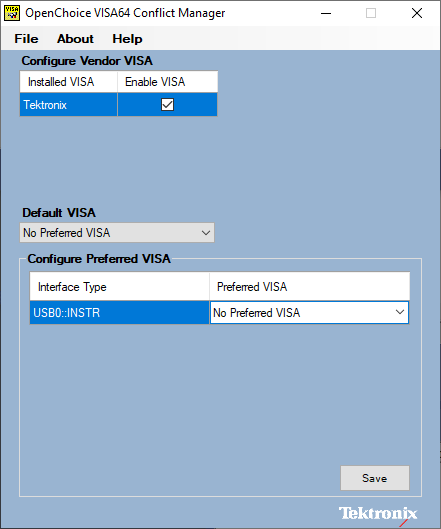 VISA OpenChoice VISA64 Conflict Manager
File About Help
Configure Vendor VISA
Installed VISA Enable VISA
Tektronix
Default VISA
No Preferred VISA
Configure Preferred VISA
Interface Type Preferred VISA
USB0::INSTR No Preferred VISA
Save
Tektronix